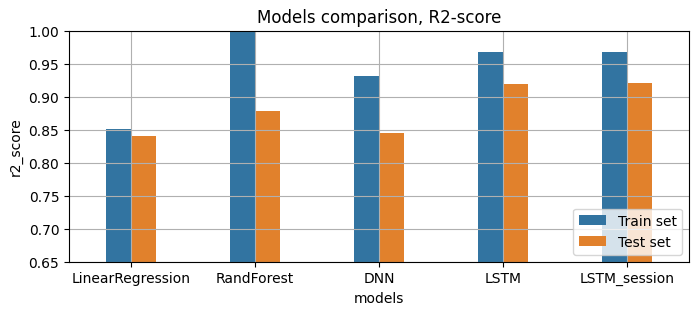 Models comparison, R2-score
r2_score
1.00
0.95
0.90
0.85
0.80
0.75
0.70
0.65
Train set
Test set
LinearRegression RandForest DNN LSTM LSTM_session
models